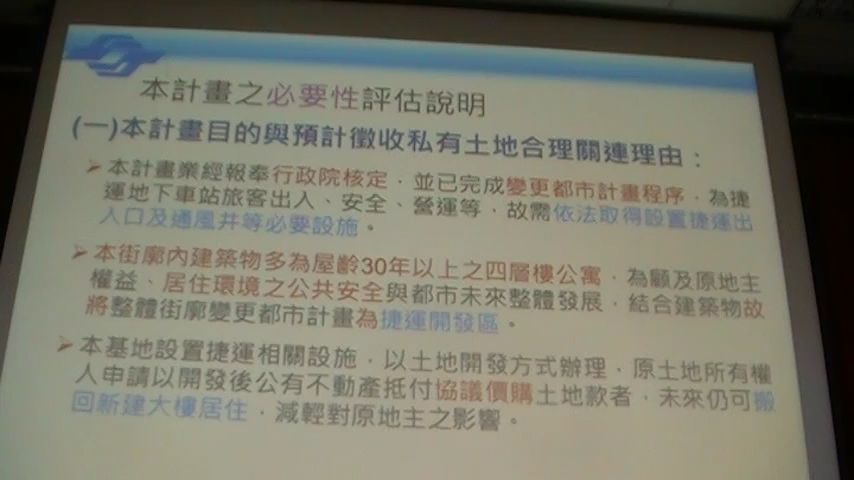 本計畫之必要性評估說明
(一)本計畫目的與預計徵收私有土地合理關連理由：
➢本計畫業經報奉行政院核定，並已完成變更都市計畫程序，為捷
運地下車站旅客出入、安全、營運等，故需依法取得設置捷運出
入口及通風井等必要設施。
➢本街廓內建築物多為屋齡30年以上之四層樓公寓，為顧及原地主
權益、居住環境之公共安全與都市未來整體發展，結合建築物故
將整體街廓變更都市計畫為捷運開發區。
➢本基地設置捷運相關設施，以土地開發方式辦理，原土地所有權
人申請以開發後公有不動產抵付協議價購土地款者，未來仍可搬
回新建大樓居住，減輕對原地主之影響。